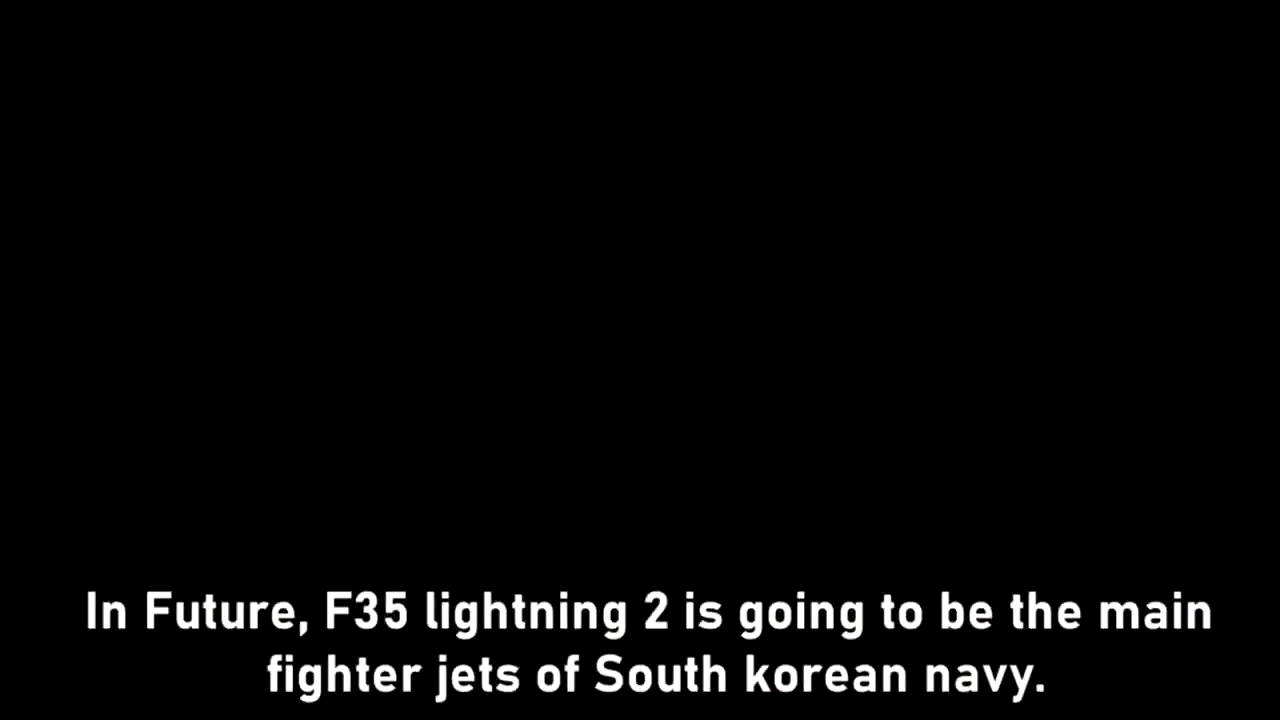 In Future, F35 lightning 2 is going to be the main
fighter jets of South korean navy.